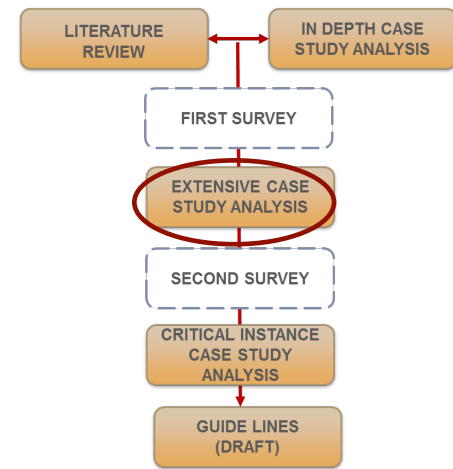 LITERATURE
REVIEW
IN DEPTH CASE
STUDY ANALYSIS
FIRST SURVEY
EXTENSIVE CASE
STUDY ANALYSIS
SECOND SURVEY
CRITICAL INSTANCE
CASE STUDY
ANALYSIS
GUIDE LINES
(DRAFT)